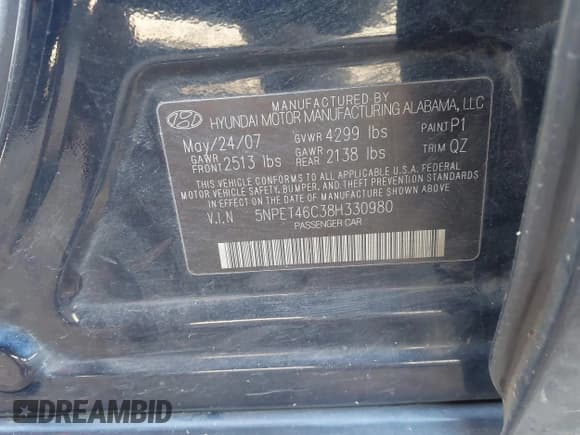 MANUFACTURED BY
HYUNDAI MOTOR MANUFACTURING ALABAMA, LLC
May/24/07 GVWR 4299 lbs PAINT P1
GAWR FRONT 2513 lbs GAWR REAR 2138 lbs TRIM QZ
THIS VEHICLE CONFORMS TO ALL APPLICABLE U.S.A. FEDERAL
MOTOR VEHICLE SAFETY, BUMPER, AND THEFT PREVENTION STANDARDS
IN EFFECT ON THE DATE OF MANUFACTURE SHOWN ABOVE.
V.I.N 5NPET46C38H330980
PASSENGER CAR
DREAMBID